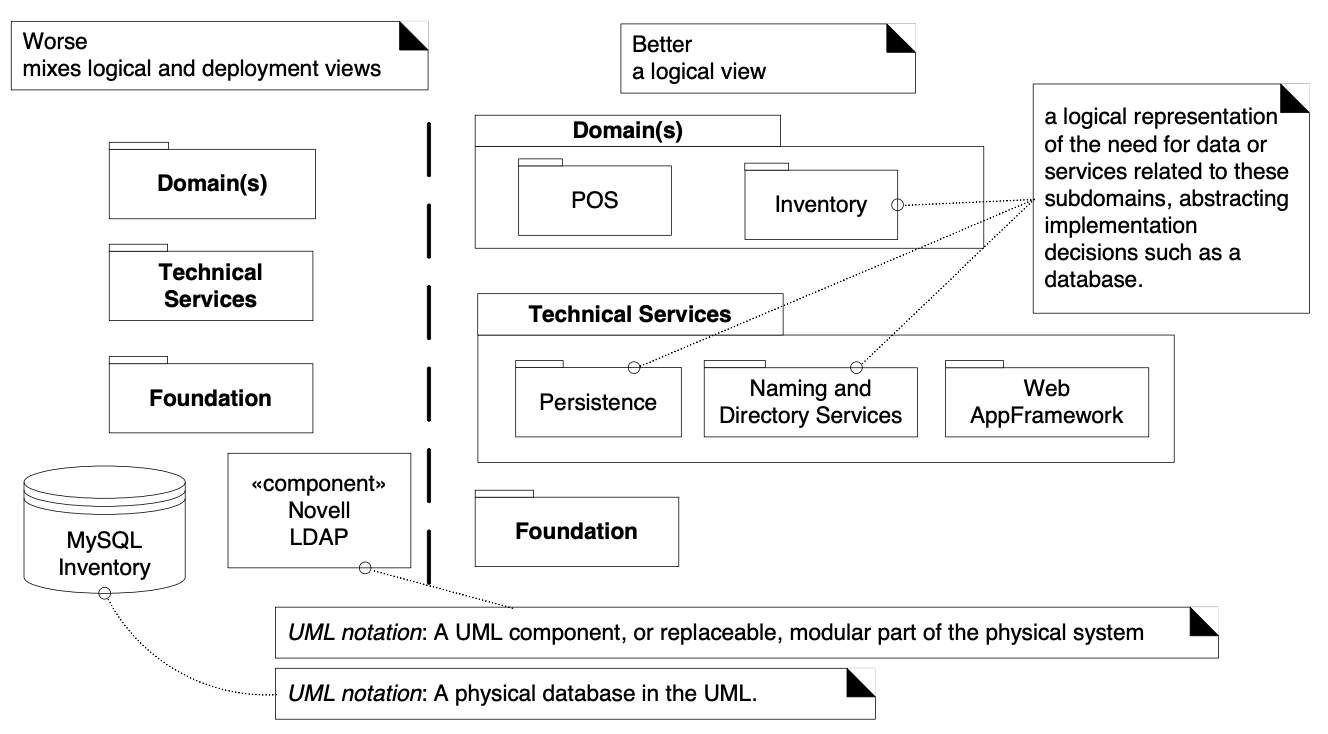 Worse
mixes logical and deployment views
Better
a logical view
a logical representation
of the need for data or
services related to these
subdomains, abstracting
implementation
decisions such as a
database.
Domain(s)
Technical
Services
Foundation
MySQL
Inventory
«component»
Novell
LDAP
Domain(s)
POS
Inventory
Technical Services
Persistence
Naming and
Directory Services
Web
AppFramework
Foundation
UML notation: A UML component, or replaceable, modular part of the physical system
UML notation: A physical database in the UML.